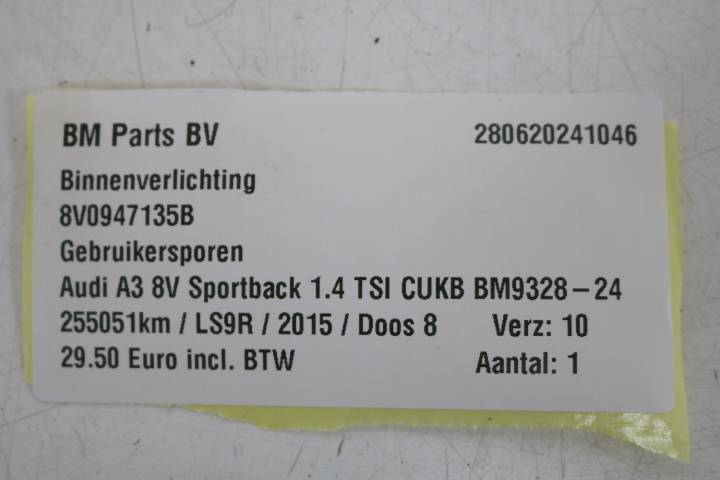 BM Parts BV 280620241046
Binnenverlichting
8V0947135B
Gebruikersporen
Audi A3 8V Sportback 1.4 TSI CUKB BM9328-24
255051km / LS9R / 2015 / Doos 8 Verz: 10
29.50 Euro incl. BTW Aantal: 1